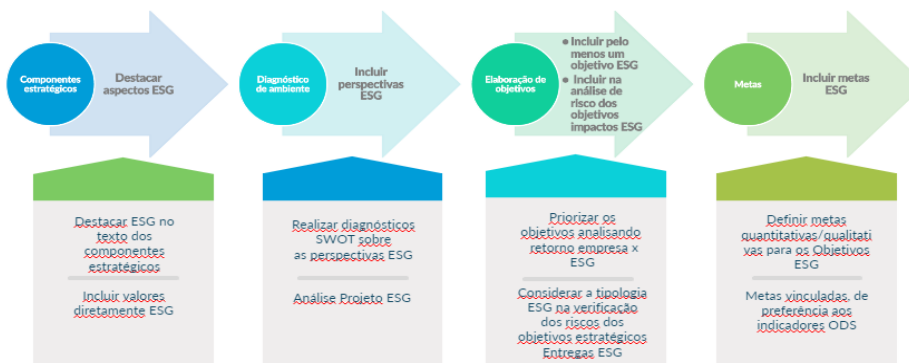 Componentes
estratégicos
Destacar
aspectos ESG
Diagnóstico
de ambiente
Incluir
perspectivas
ESG
Elaboração de
objetivos
• Incluir pelo
menos um
objetivo ESG
• Incluir na
análise de
risco dos
objetivos
impactos ESG
Metas
Incluir metas
ESG
Destacar ESG no
texto dos
componentes
estratégicos
Incluir valores
diretamente ESG
Realizar diagnósticos
SWOT sobre
as perspectivas ESG
Análise Projeto ESG
Priorizar os
objetivos analisando
retorno empresa x
ESG
Considerar a tipologia
ESG na verificação
dos riscos dos
objetivos estratégicos
Entregas ESG
Definir metas
quantitativas/qualitati
vas para os Objetivos
ESG
Metas vinculadas, de
preferência aos
indicadores ODS